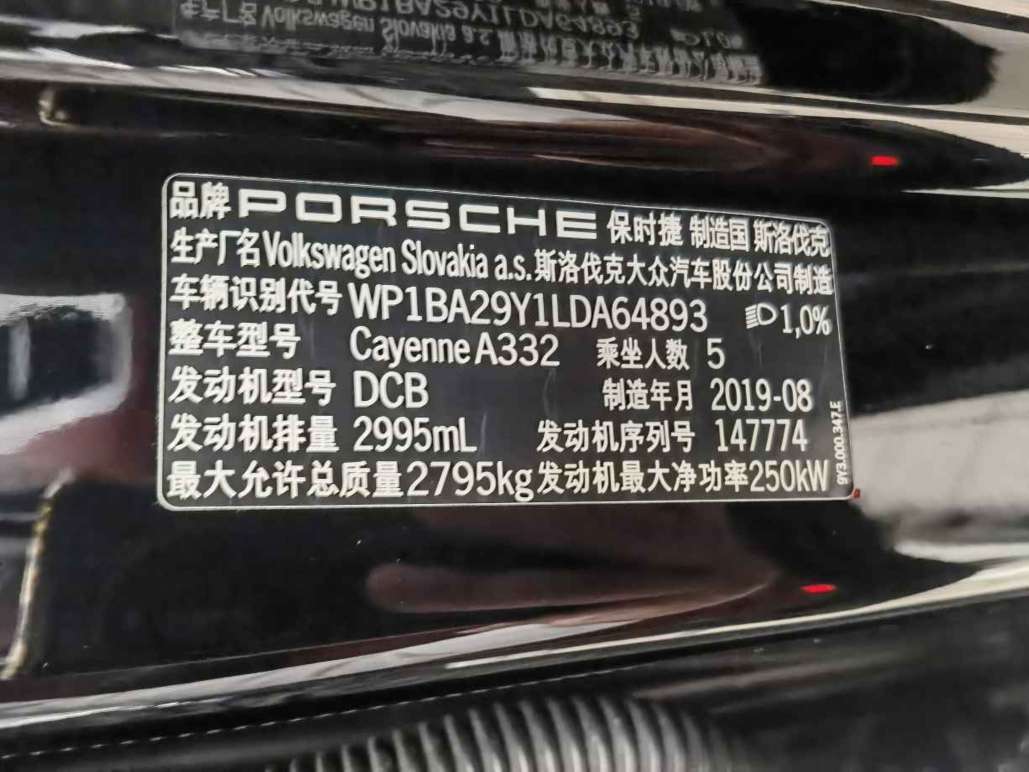 品牌 PORSCHE 保时捷 制造国 斯洛伐克
生产厂名 Volkswagen Slovakia a.s. 斯洛伐克大众汽车股份公司制造
车辆识别代号 WP1BA29Y1LDA64893 1,0%
整车型号 Cayenne A332 乘坐人数 5
发动机型号 DCB 制造年月 2019-08
发动机排量 2995mL 发动机序列号 147774
最大允许总质量 2795kg 发动机最大净功率 250kW
9Y3.000.347.E